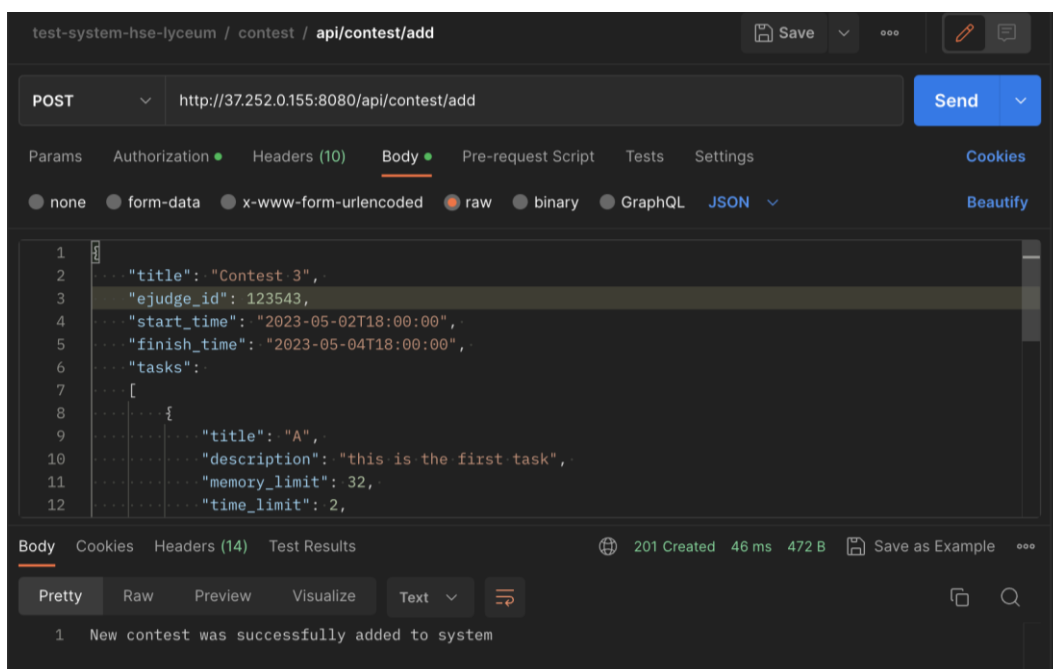 test-system-hse-lyceum / contest / api/contest/add Save
POST http://37.252.0.155:8080/api/contest/add Send
Params Authorization Headers (10) Body Pre-request Script Tests Settings Cookies
none form-data x-www-form-urlencoded raw binary GraphQL JSON Beautify
1 {
2 "title": "Contest 3",
3 "ejudge_id": 123543,
4 "start_time": "2023-05-02T18:00:00",
5 "finish_time": "2023-05-04T18:00:00",
6 "tasks":
7 [
8 {
9 "title": "A",
10 "description": "this is the first task",
11 "memory_limit": 32,
12 "time_limit": 2,
Body Cookies Headers (14) Test Results 201 Created 46 ms 472 B Save as Example
Pretty Raw Preview Visualize Text
1 New contest was successfully added to system